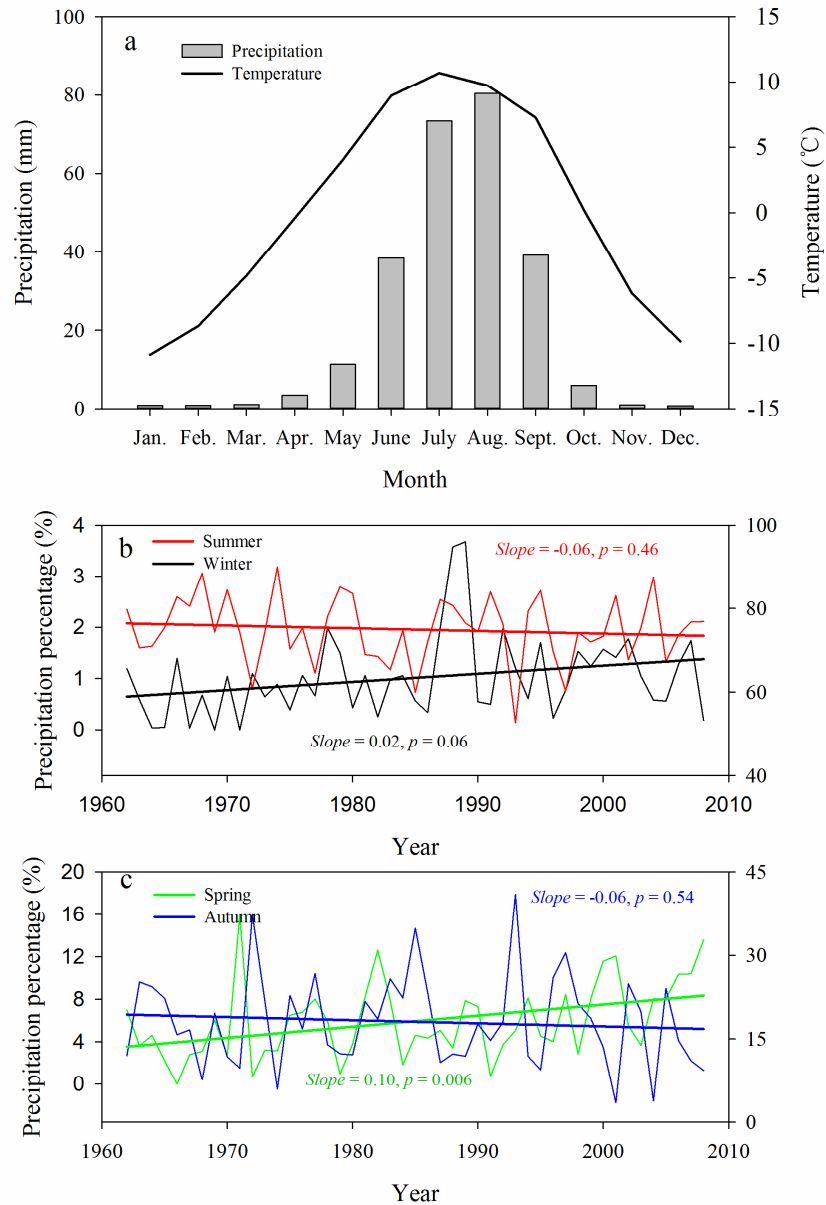 a
Precipitation
Temperature
Precipitation (mm)
Temperature (℃)
100
80
60
40
20
0
15
10
5
0
-5
-10
-15
Jan. Feb. Mar. Apr. May June July Aug. Sept. Oct. Nov. Dec.
Month
b
Summer
Winter
Slope = -0.06, p = 0.46
Slope = 0.02, p = 0.06
Precipitation percentage (%)
4
3
2
1
0
100
80
60
40
1960 1970 1980 1990 2000 2010
Year
c
Spring
Autumn
Slope = -0.06, p = 0.54
Slope = 0.10, p = 0.006
Precipitation percentage (%)
20
16
12
8
4
0
45
30
15
0
1960 1970 1980 1990 2000 2010
Year